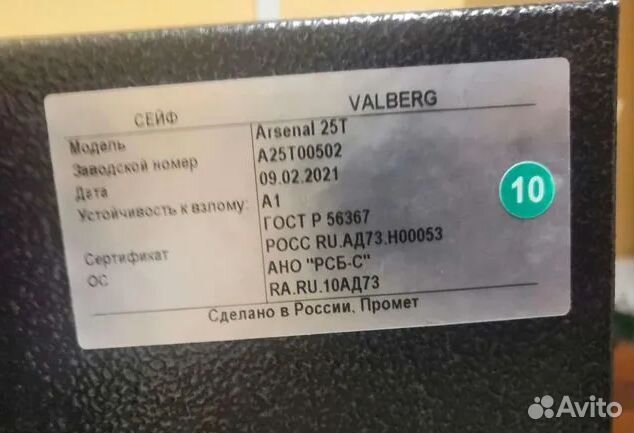 СЕЙФ VALBERG
Модель Arsenal 25T
Заводской номер A25T00502
Дата 09.02.2021
Устойчивость к взлому: А1
ГОСТ Р 56367
Сертификат РОСС RU.АД73.Н00053
ОС АНО "РСБ-С"
RA.RU.10АД73
Сделано в России, Промет
10
Avito